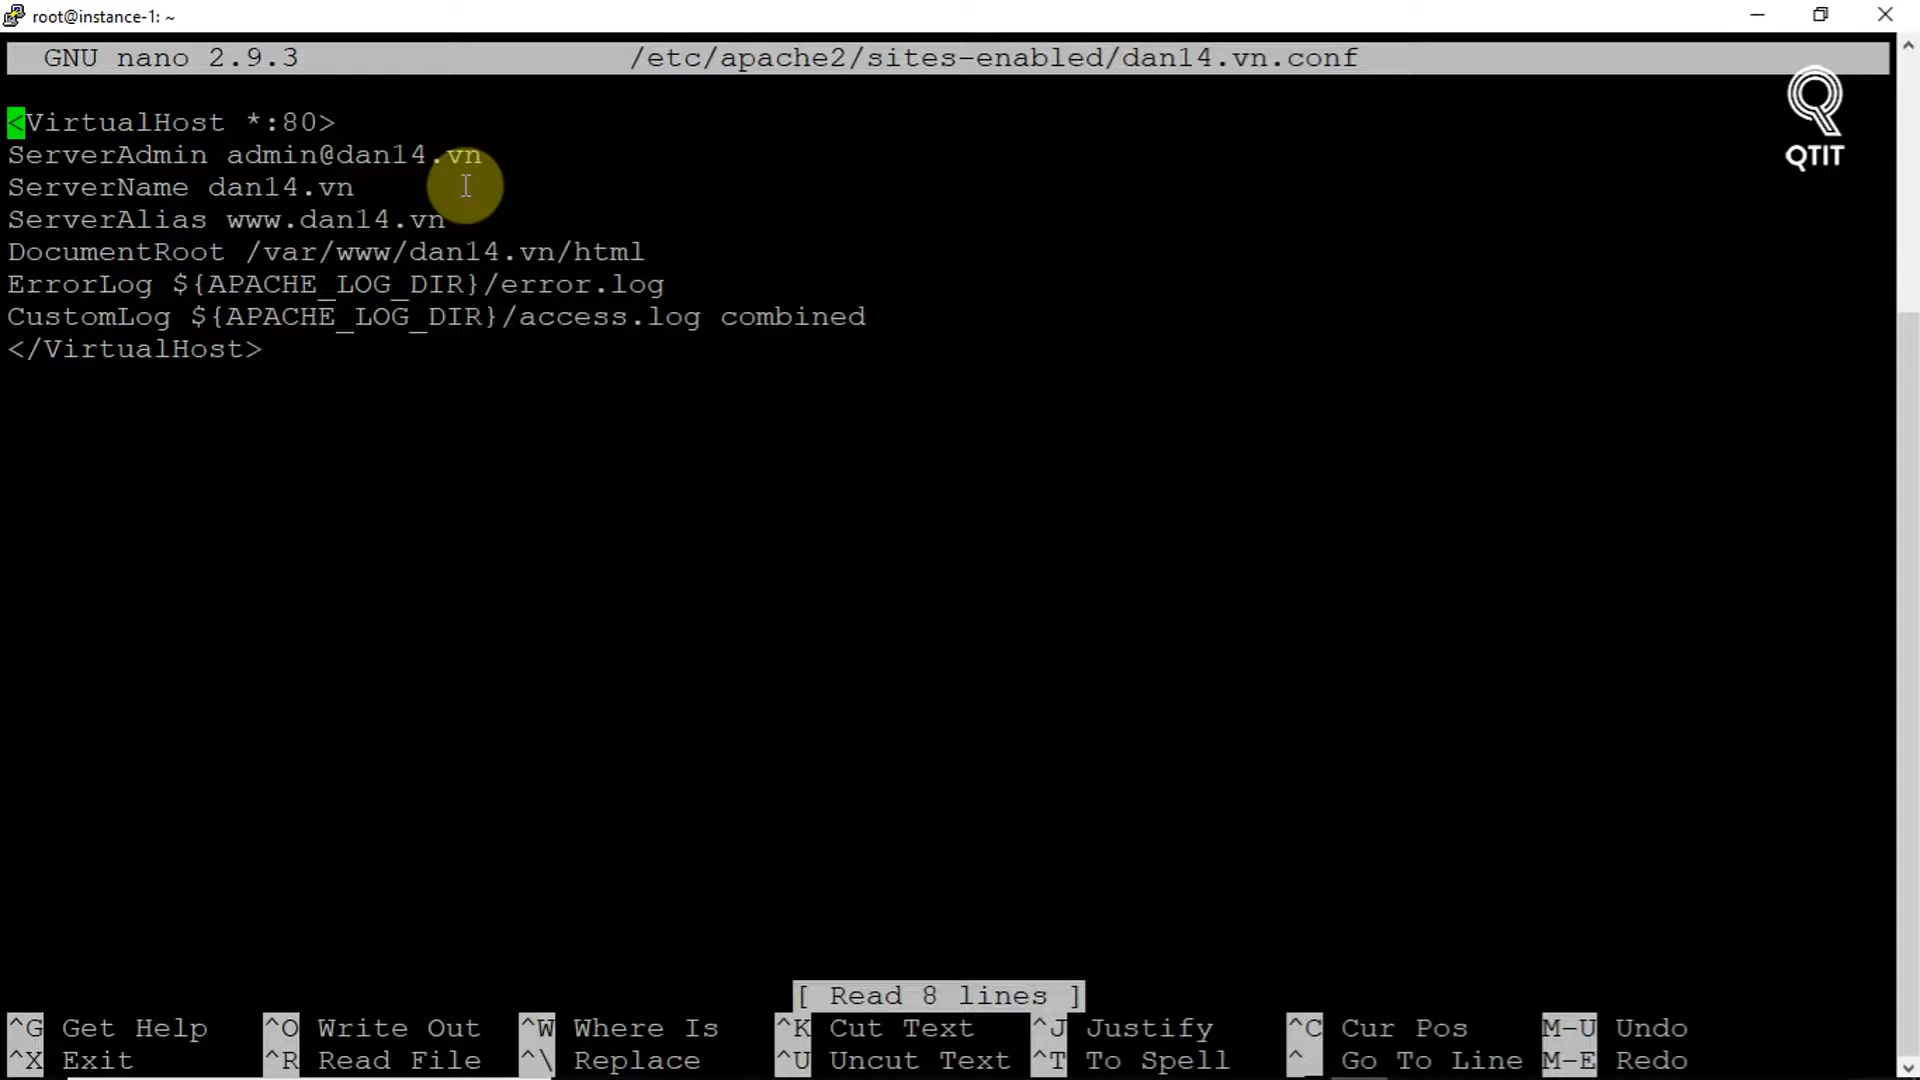 root@instance-1: ~
GNU nano 2.9.3 /etc/apache2/sites-enabled/dan14.vn.conf
QTIT
<VirtualHost *:80>
ServerAdmin admin@dan14.vn
ServerName dan14.vn
ServerAlias www.dan14.vn
DocumentRoot /var/www/dan14.vn/html
ErrorLog ${APACHE_LOG_DIR}/error.log
CustomLog ${APACHE_LOG_DIR}/access.log combined
</VirtualHost>
[ Read 8 lines ]
^G Get Help ^O Write Out ^W Where Is ^K Cut Text ^J Justify ^C Cur Pos M-U Undo
^X Exit ^R Read File ^\ Replace ^U Uncut Text ^T To Spell ^_ Go To Line M-E Redo